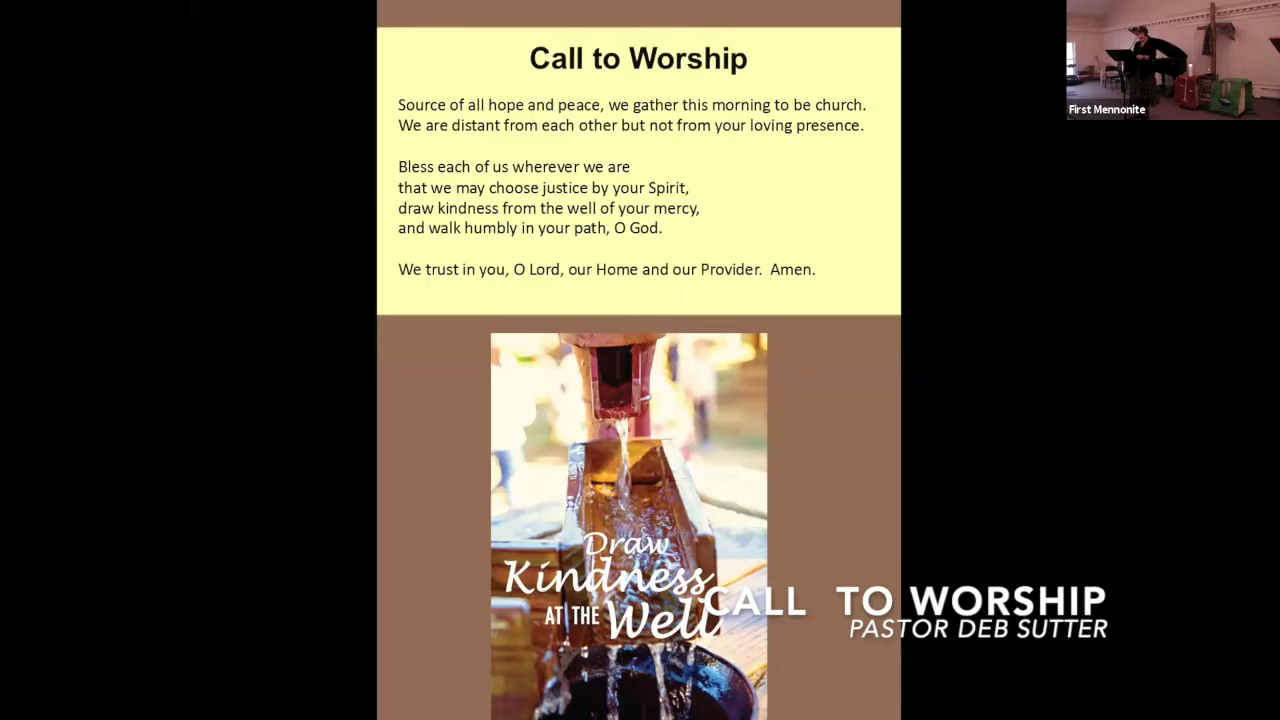 Call to Worship
Source of all hope and peace, we gather this morning to be church.
We are distant from each other but not from your loving presence.
Bless each of us wherever we are
that we may choose justice by your Spirit,
draw kindness from the well of your mercy,
and walk humbly in your path, O God.
We trust in you, O Lord, our Home and our Provider.  Amen.
First Mennonite
Draw
Kindness
AT THE Well
CALL TO WORSHIP
PASTOR DEB SUTTER